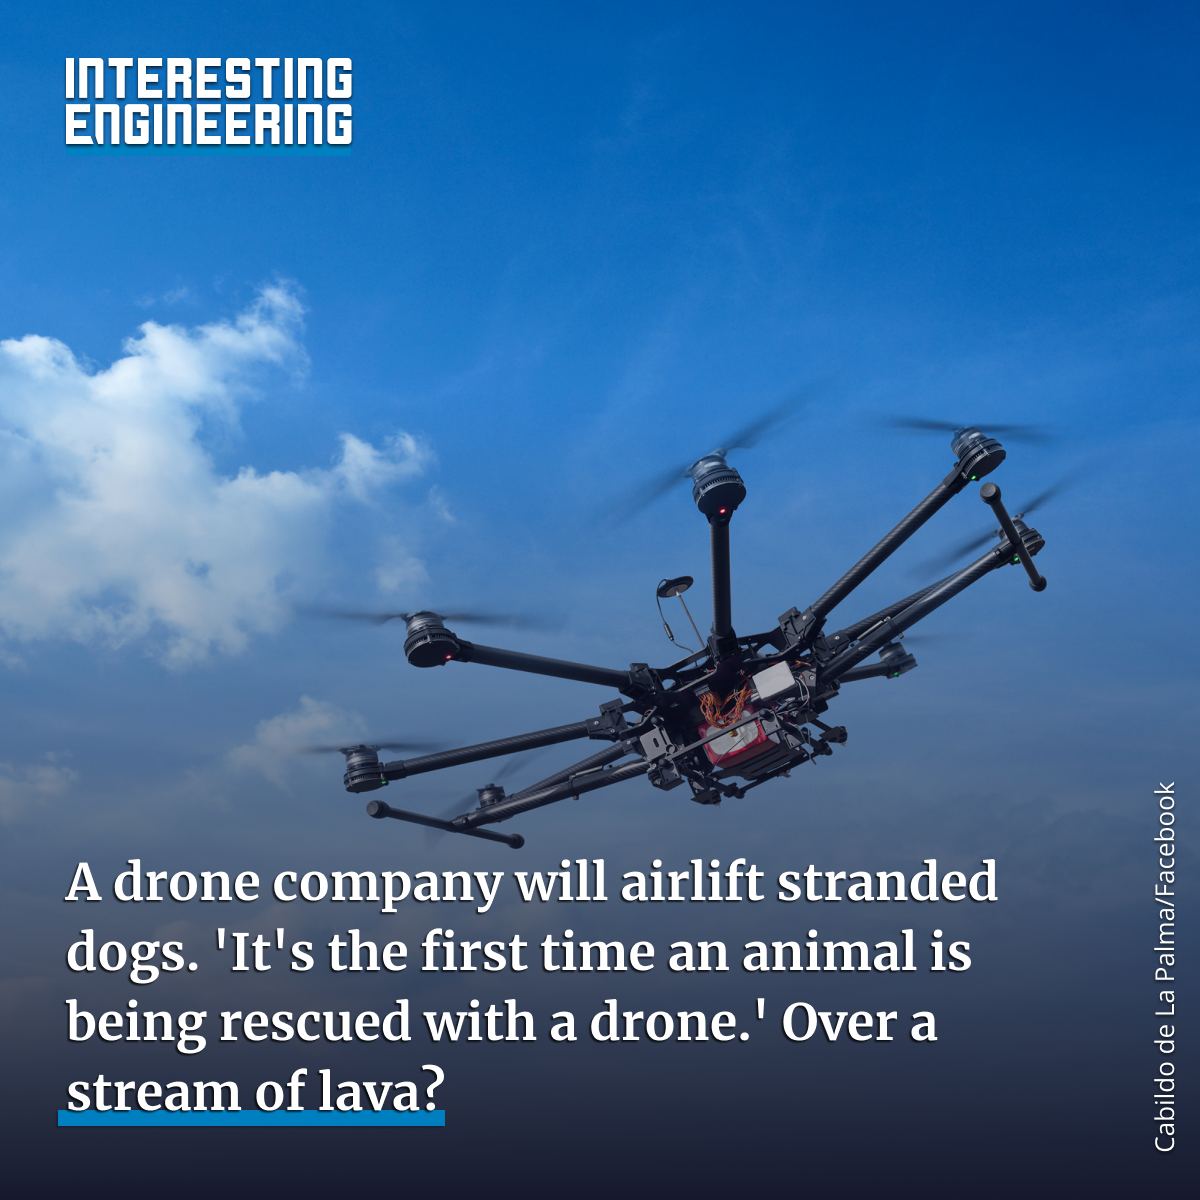 INTERESTING
ENGINEERING
A drone company will airlift stranded
dogs. 'It's the first time an animal is
being rescued with a drone.' Over a
stream of lava?
Cabildo de La Palma/Facebook